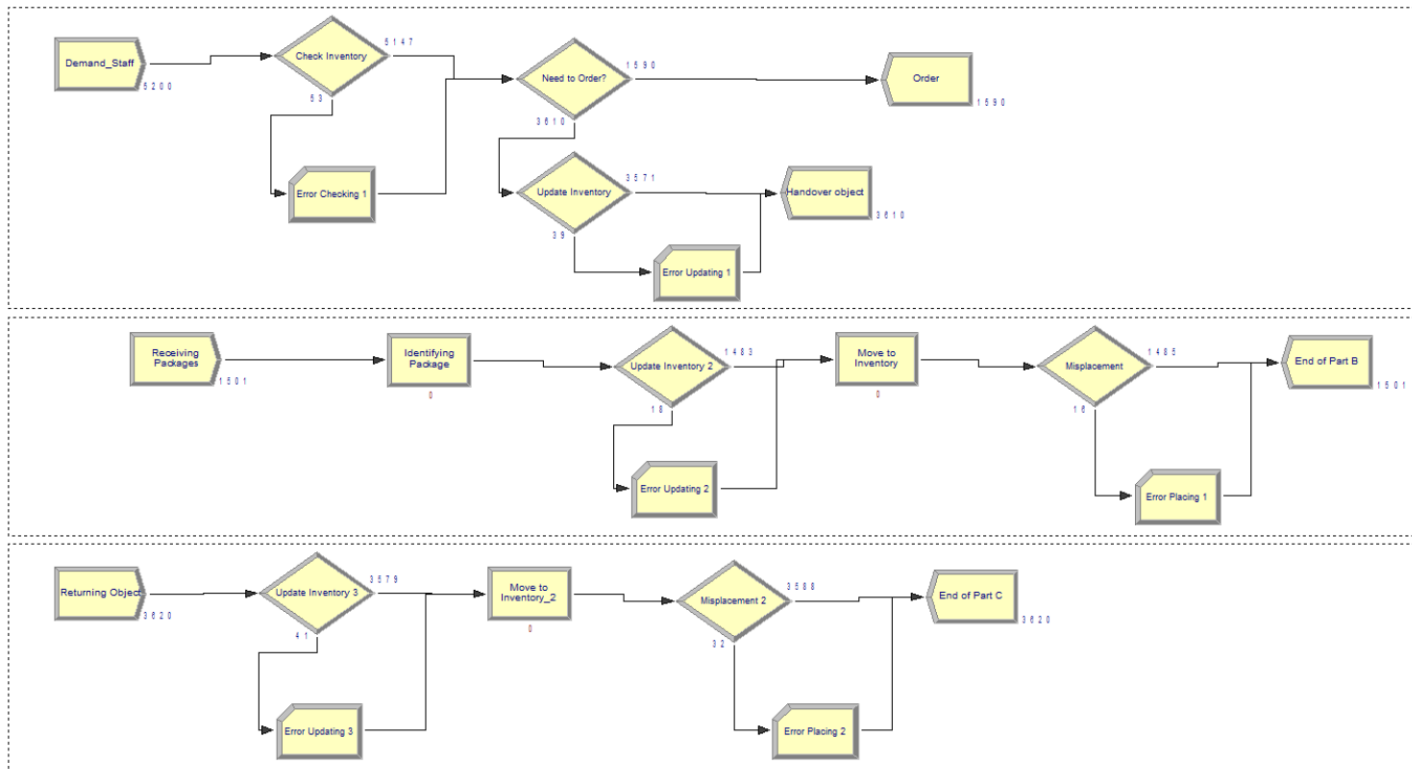 Demand_Staff
5200
Check Inventory
5147
53
Error Checking 1
Need to Order?
1590
3610
Order
1590
Update Inventory
3571
39
Error Updating 1
Handover object
3610
Receiving
Packages
1501
Identifying
Package
0
Update Inventory 2
1483
18
Error Updating 2
Move to
Inventory
0
Misplacement
1485
16
Error Placing 1
End of Part B
1501
Returning Object
3620
Update Inventory 3
3579
41
Error Updating 3
Move to
Inventory_2
0
Misplacement 2
3588
32
Error Placing 2
End of Part C
3620